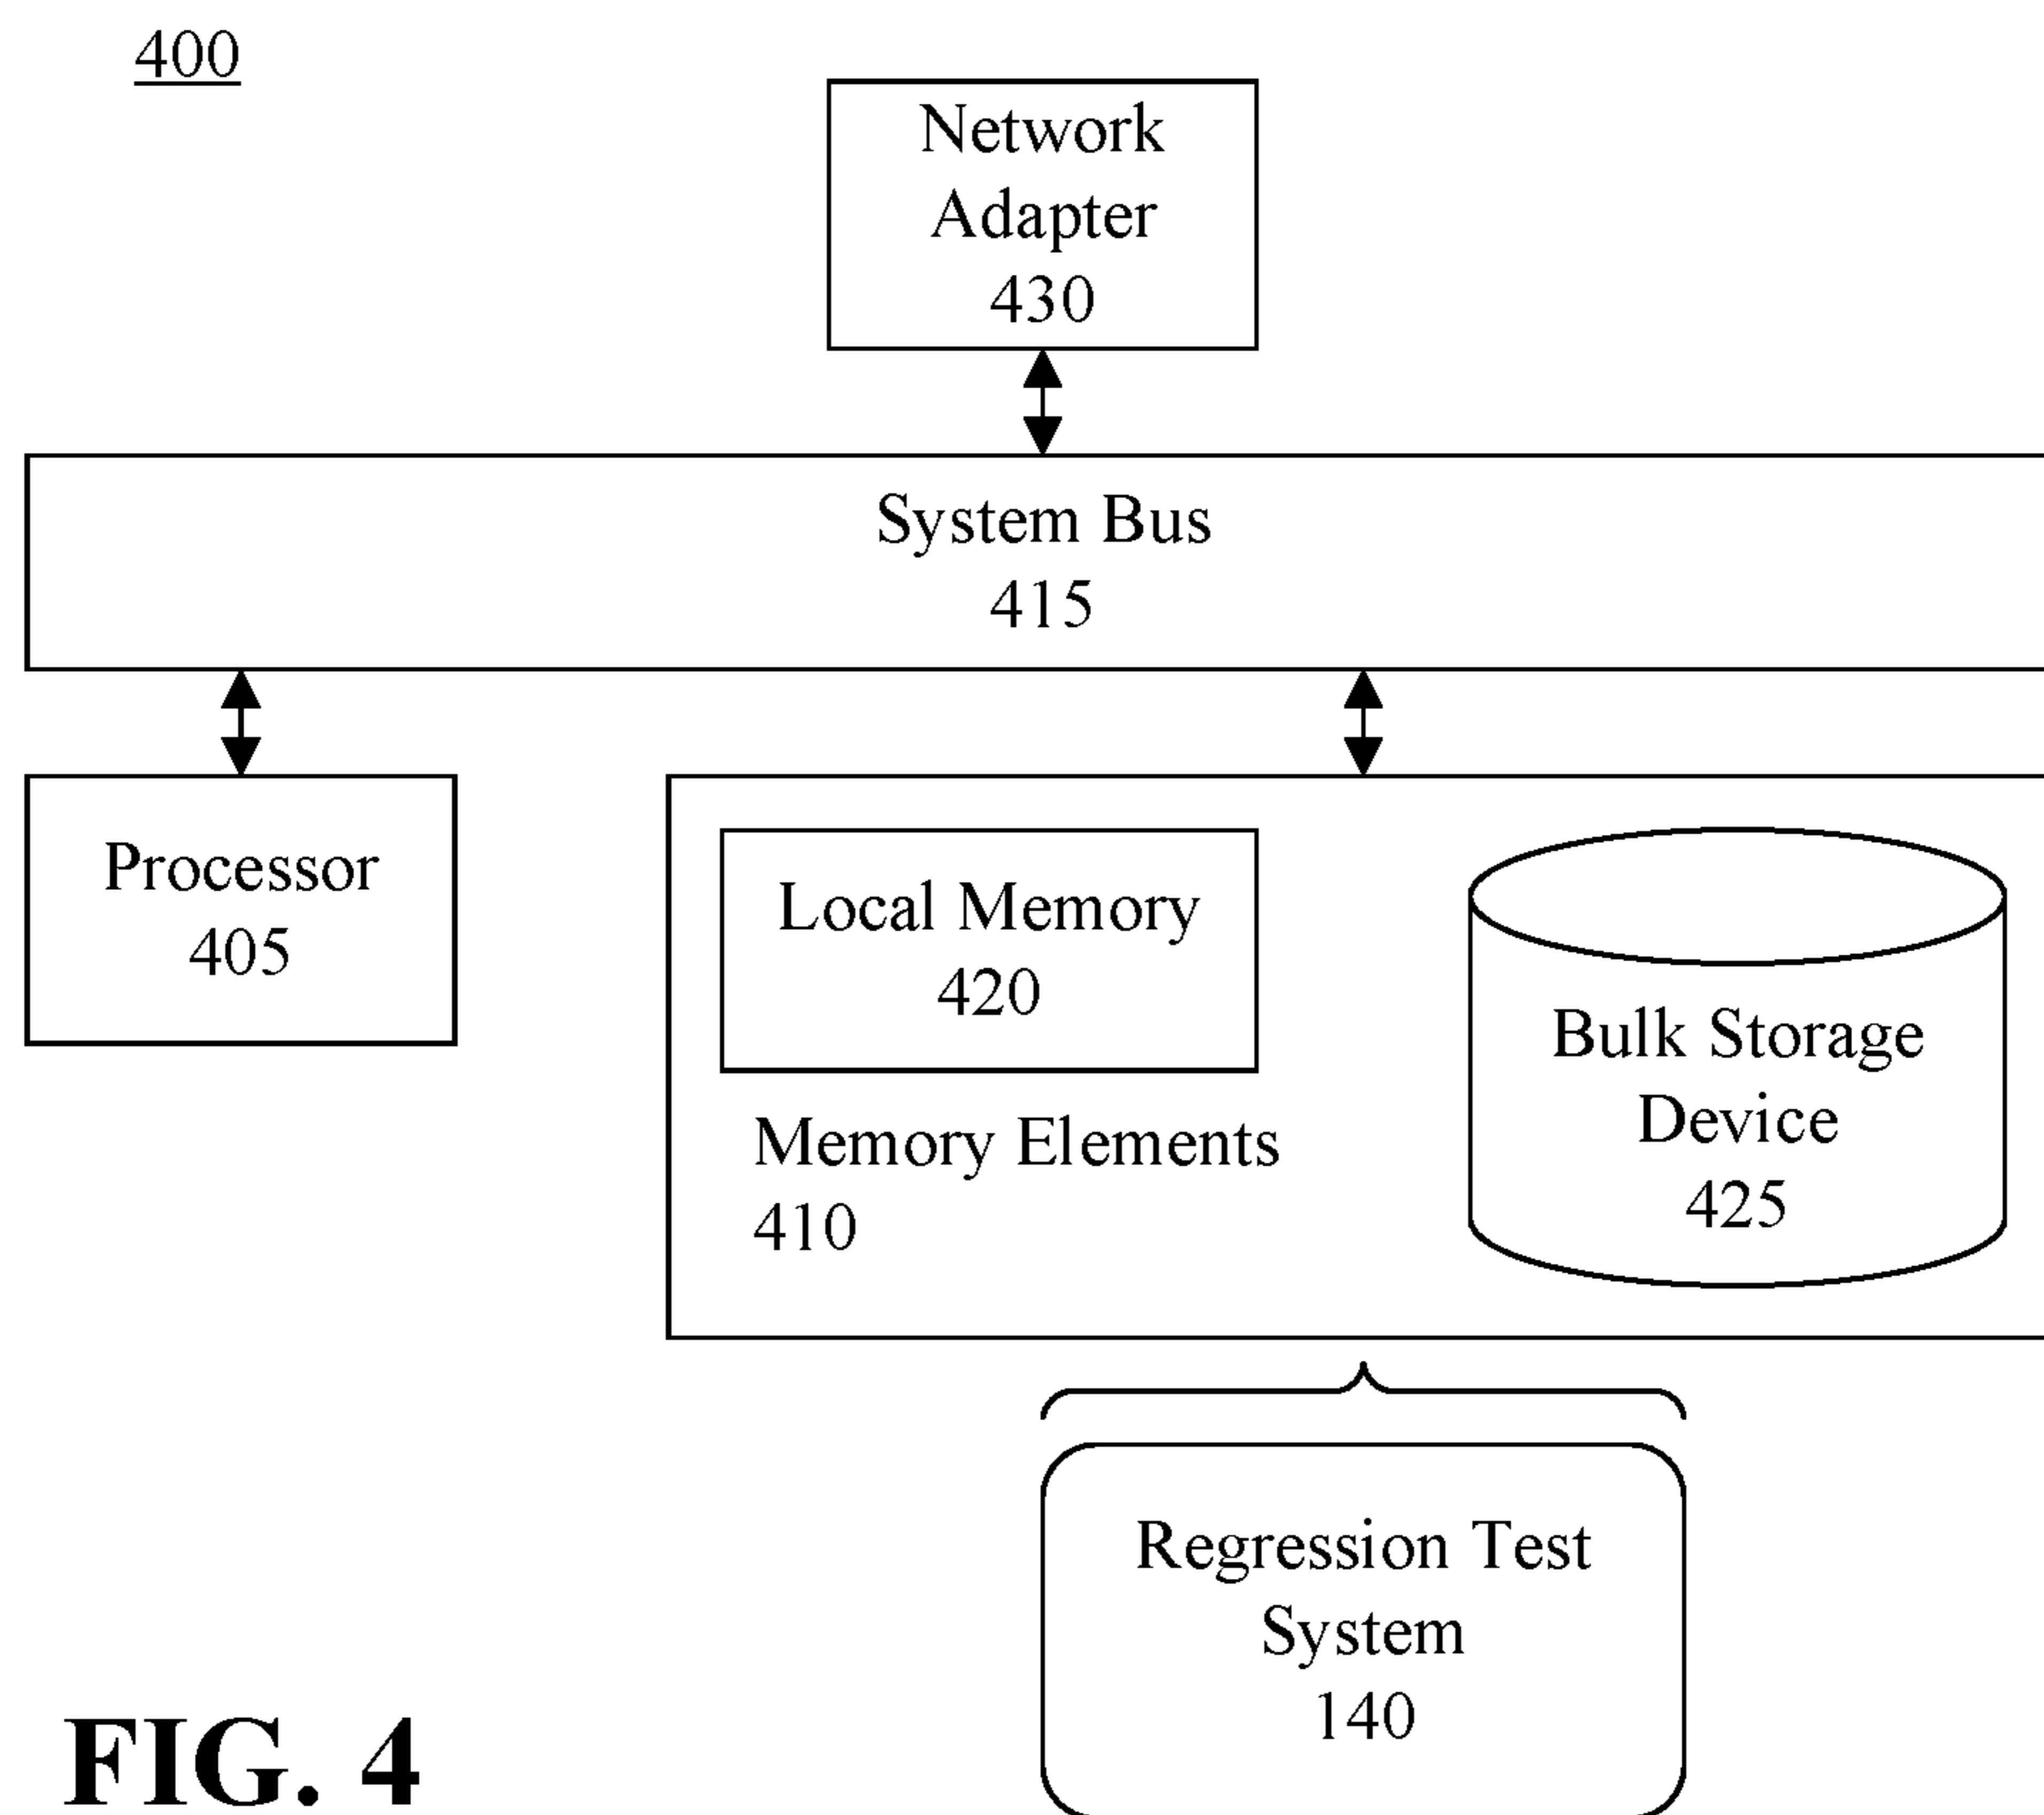 400
Network
Adapter
430
System Bus
415
Processor
405
Local Memory
420
Memory Elements
410
Bulk Storage
Device
425
Regression Test
System
140
FIG. 4